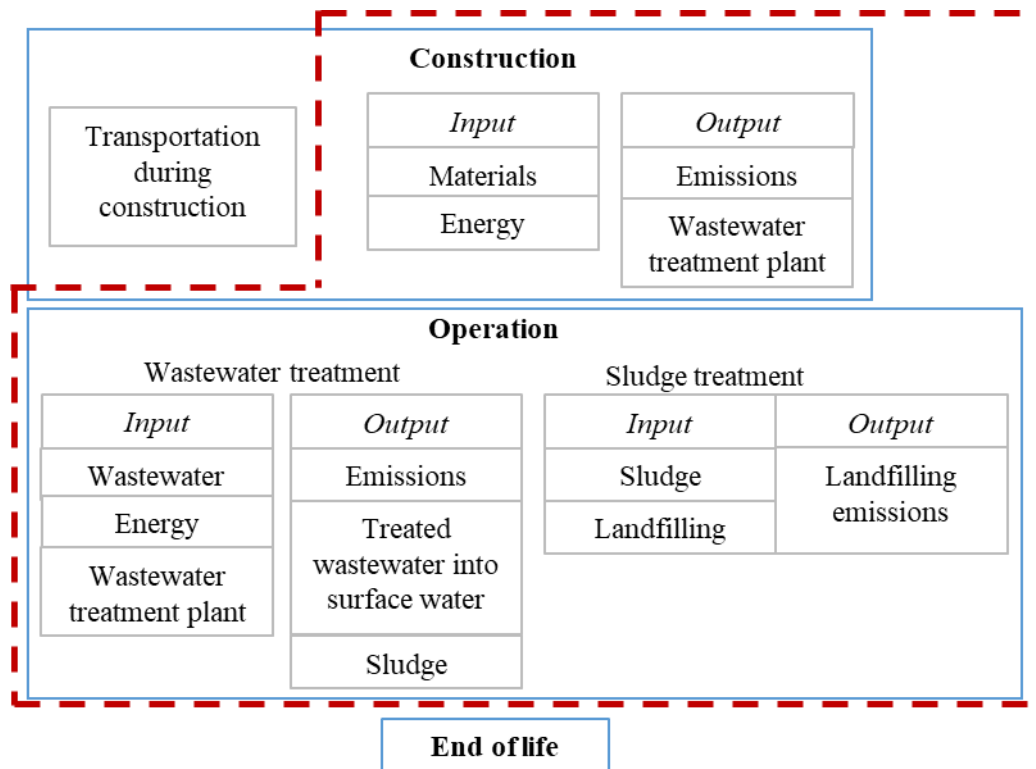 Construction
Transportation
during
construction
Input
Materials
Energy
Output
Emissions
Wastewater
treatment plant
Operation
Wastewater treatment
Input
Wastewater
Energy
Wastewater
treatment plant
Output
Emissions
Treated
wastewater into
surface water
Sludge
Sludge treatment
Input
Sludge
Landfilling
Output
Landfilling
emissions
End of life